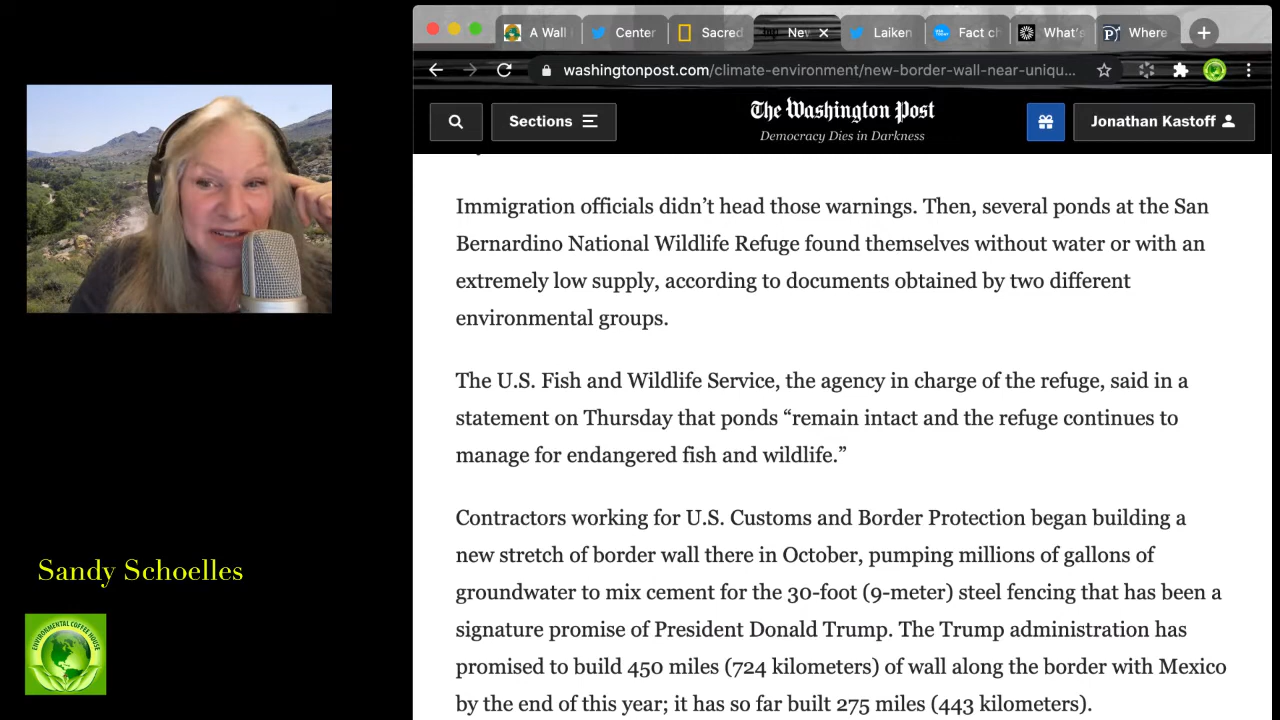 A Wall
Center
Sacred
Nev
Laiken
Fact ch
What's
Where
washingtonpost.com/climate-environment/new-border-wall-near-uniqu...
Sections
The Washington Post
Democracy Dies in Darkness
Jonathan Kastoff
Immigration officials didn’t head those warnings. Then, several ponds at the San
Bernardino National Wildlife Refuge found themselves without water or with an
extremely low supply, according to documents obtained by two different
environmental groups.
The U.S. Fish and Wildlife Service, the agency in charge of the refuge, said in a
statement on Thursday that ponds “remain intact and the refuge continues to
manage for endangered fish and wildlife.”
Contractors working for U.S. Customs and Border Protection began building a
new stretch of border wall there in October, pumping millions of gallons of
groundwater to mix cement for the 30-foot (9-meter) steel fencing that has been a
signature promise of President Donald Trump. The Trump administration has
promised to build 450 miles (724 kilometers) of wall along the border with Mexico
by the end of this year; it has so far built 275 miles (443 kilometers).
Sandy Schoelles
ENVIRONMENTAL COFFEE HOUSE